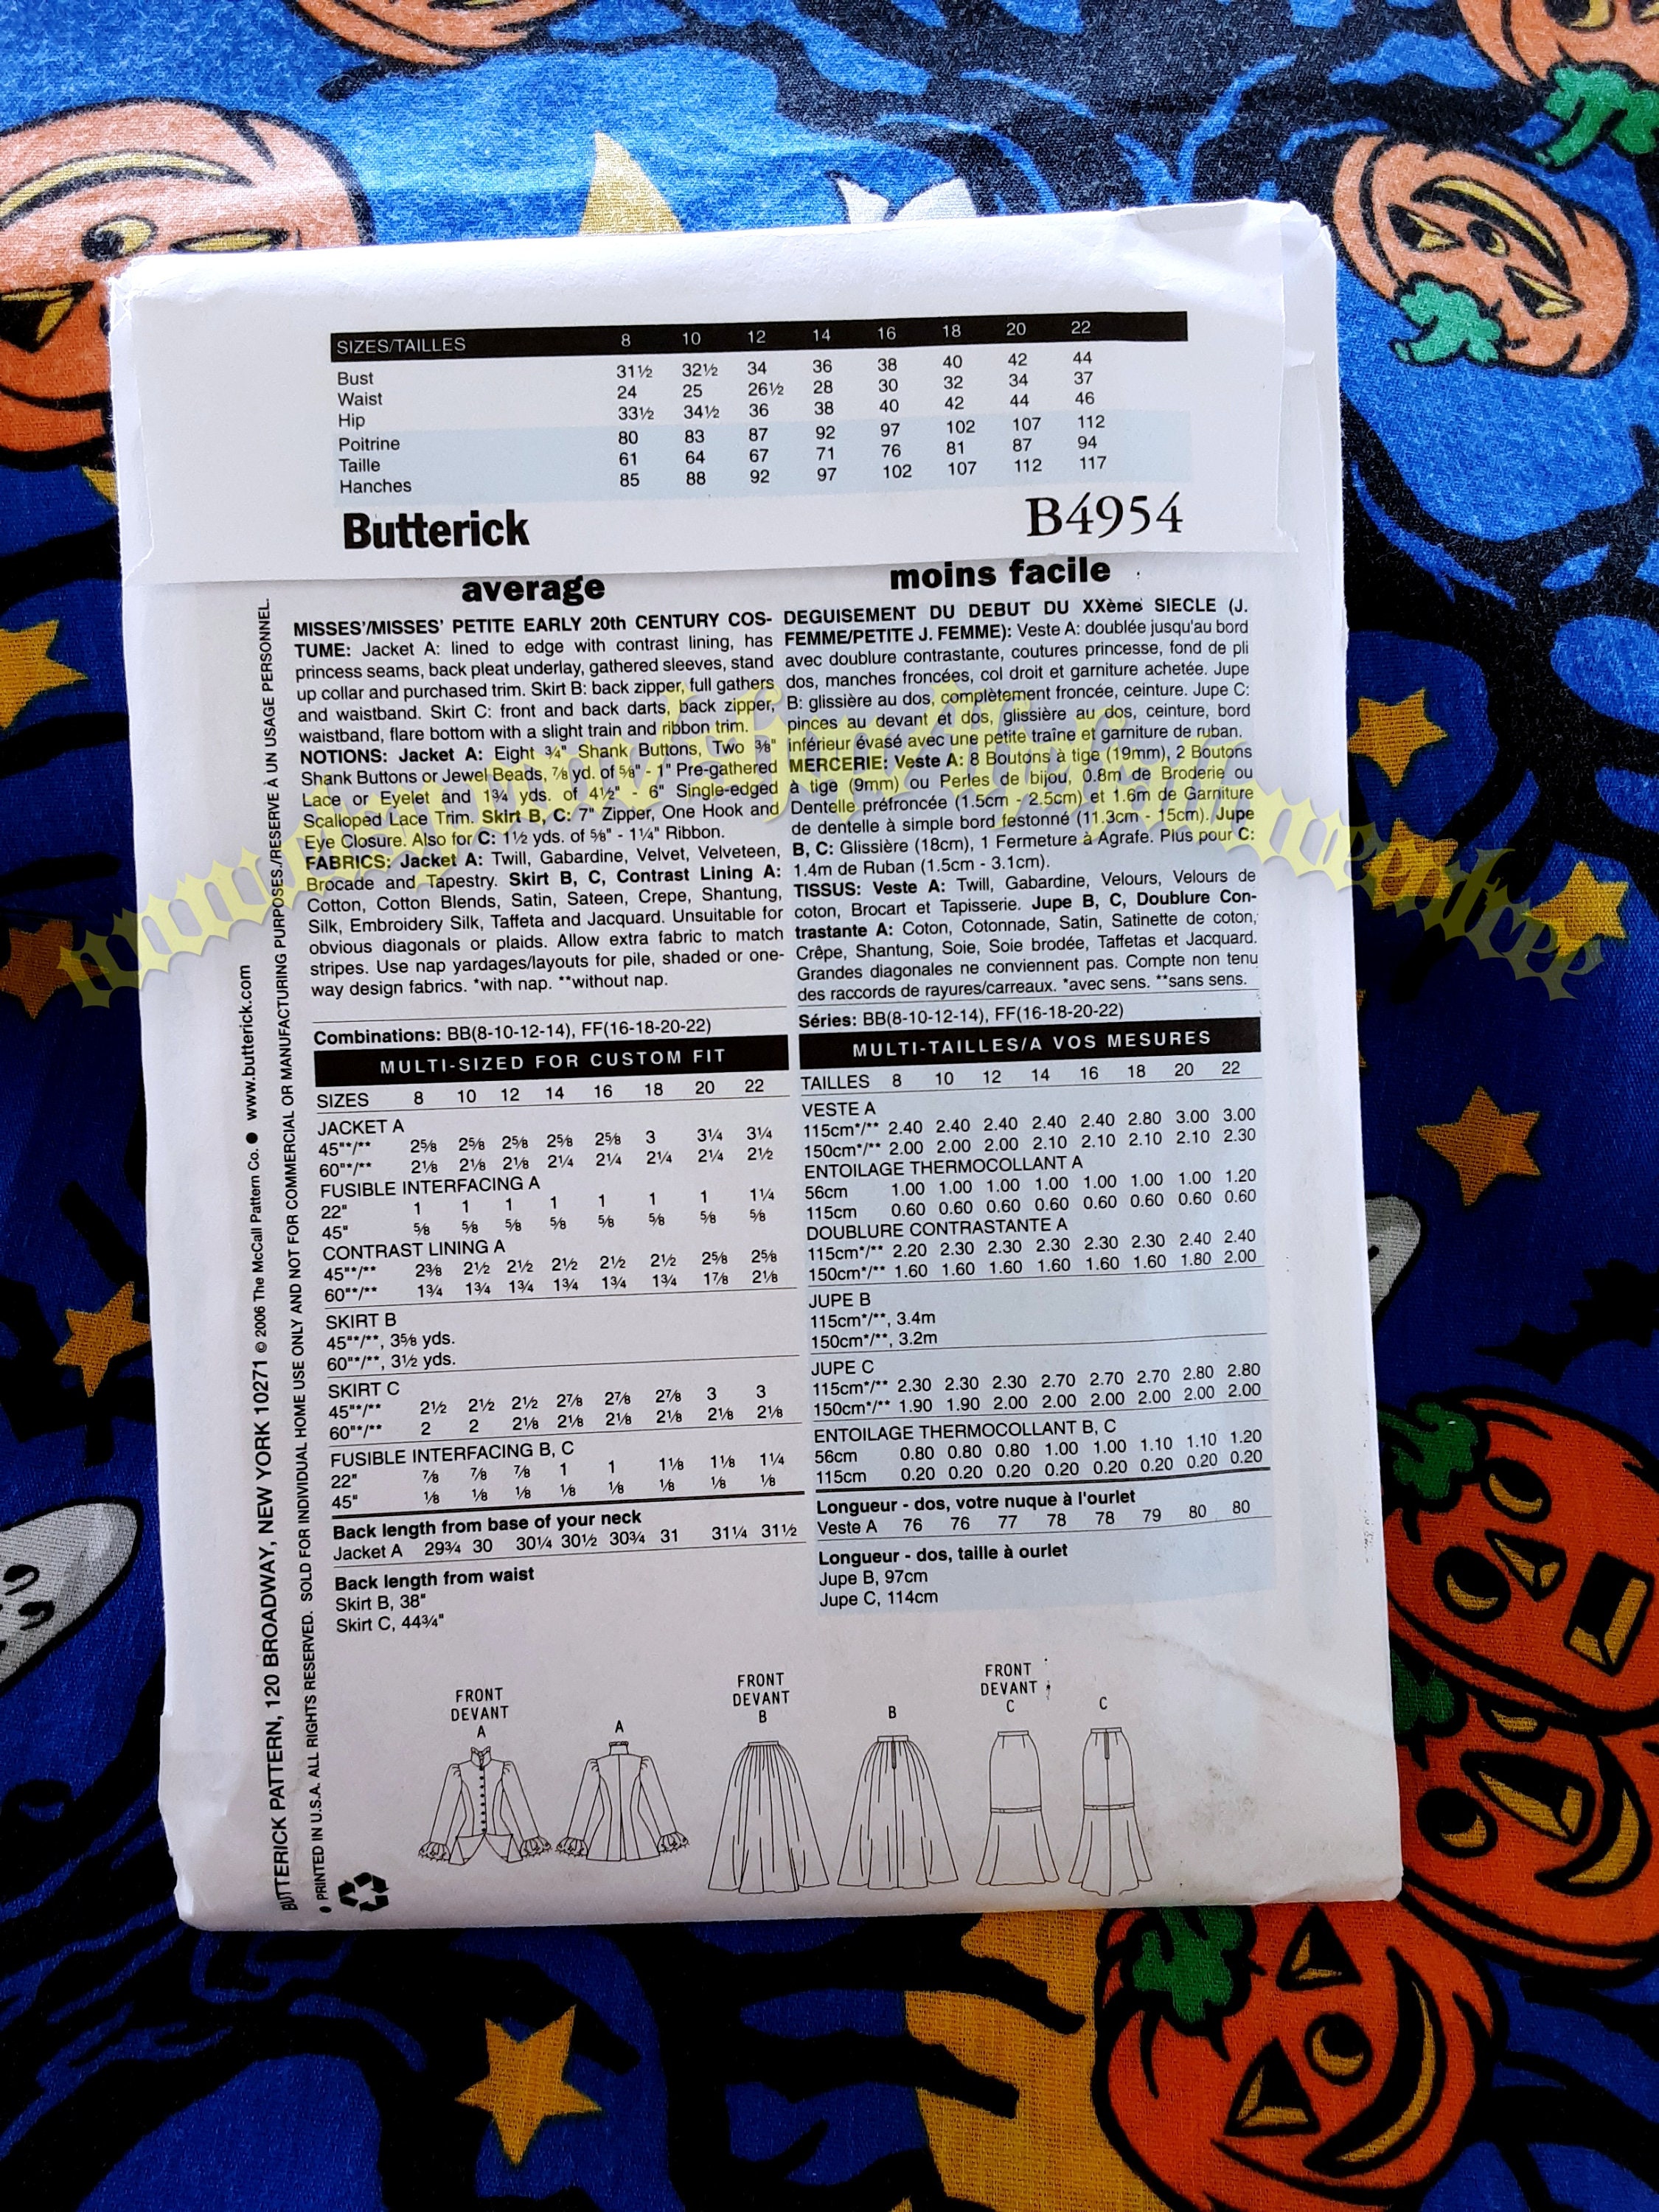 SIZES/TAILLES 8 10 12 14 16 18 20 22
Bust 31½ 32½ 34 36 38 40 42 44
Waist 24 25 26½ 28 30 32 34 37
Hip 33½ 34½ 36 38 40 42 44 46
Poitrine 80 83 87 92 97 102 107 112
Taille 61 64 67 71 76 81 87 94
Hanches 85 88 92 97 102 107 112 117
Butterick B4954
average
MISSES'/MISSES' PETITE EARLY 20th CENTURY COS-
TUME: Jacket A: lined to edge with contrast lining, has
princess seams, back pleat underlay, gathered sleeves, stand
up collar and purchased trim. Skirt B: back zipper, full gathers
and waistband. Skirt C: front and back darts, back zipper,
waistband, flare bottom with a slight train and ribbon trim.
NOTIONS: Jacket A: Eight ¾" Shank Buttons, Two ⅜"
Shank Buttons or Jewel Beads, ⅞ yd. of ⅝" - 1" Pre-gathered
Lace or Eyelet and 1¾ yds. of 4½" - 6" Single-edged
Scalloped Lace Trim. Skirt B, C: 7" Zipper, One Hook and
Eye Closure. Also for C: 1½ yds. of ⅝" - 1¼" Ribbon.
FABRICS: Jacket A: Twill, Gabardine, Velvet, Velveteen,
Brocade and Tapestry. Skirt B, C, Contrast Lining A:
Cotton, Cotton Blends, Satin, Sateen, Crepe, Shantung,
Silk, Embroidery Silk, Taffeta and Jacquard. Unsuitable for
obvious diagonals or plaids. Allow extra fabric to match
stripes. Use nap yardages/layouts for pile, shaded or one-
way design fabrics. *with nap. **without nap.
Combinations: BB(8-10-12-14), FF(16-18-20-22)
MULTI-SIZED FOR CUSTOM FIT
SIZES 8 10 12 14 16 18 20 22
JACKET A
45"*/** 2⅝ 2⅝ 2⅝ 2⅝ 2⅝ 3 3¼ 3¼
60"*/** 2⅛ 2⅛ 2⅛ 2¼ 2¼ 2¼ 2¼ 2½
FUSIBLE INTERFACING A
22" 1 1 1 1 1 1 1 1¼
45" ⅝ ⅝ ⅝ ⅝ ⅝ ⅝ ⅝ ⅝
CONTRAST LINING A
45"*/** 2⅜ 2½ 2½ 2½ 2½ 2½ 2⅝ 2⅝
60"*/** 1¾ 1¾ 1¾ 1¾ 1¾ 1¾ 1⅞ 2⅛
SKIRT B
45"*/**, 3⅝ yds.
60"*/**, 3½ yds.
SKIRT C
45"*/** 2½ 2½ 2½ 2⅞ 2⅞ 2⅞ 3 3
60"*/** 2 2 2⅛ 2⅛ 2⅛ 2⅛ 2⅛ 2⅛
FUSIBLE INTERFACING B, C
22" ⅞ ⅞ ⅞ 1 1 1⅛ 1⅛ 1¼
45" ⅛ ⅛ ⅛ ⅛ ⅛ ⅛ ⅛ ⅛
Back length from base of your neck
Jacket A 29¾ 30 30¼ 30½ 30¾ 31 31¼ 31½
Back length from waist
Skirt B, 38"
Skirt C, 44¾"
moins facile
DEGUISEMENT DU DEBUT DU XXème SIECLE (J.
FEMME/PETITE J. FEMME): Veste A: doublée jusqu'au bord
avec doublure contrastante, coutures princesse, fond de pli
dos, manches froncées, col droit et garniture achetée. Jupe
B: glissière au dos, complètement froncée, ceinture. Jupe C:
pinces au devant et dos, glissière au dos, ceinture, bord
inférieur évasé avec une petite traîne et garniture de ruban.
MERCERIE: Veste A: 8 Boutons à tige (19mm), 2 Boutons
à tige (9mm) ou Perles de bijou, 0.8m de Broderie ou
Dentelle préfroncée (1.5cm - 2.5cm) et 1.6m de Garniture
de dentelle à simple bord festonné (11.3cm - 15cm). Jupe
B, C: Glissière (18cm), 1 Fermeture à Agrafe. Plus pour C:
1.4m de Ruban (1.5cm - 3.1cm).
TISSUS: Veste A: Twill, Gabardine, Velours, Velours de
coton, Brocart et Tapisserie. Jupe B, C, Doublure Con-
trastante A: Coton, Cotonnade, Satin, Satinette de coton,
Crêpe, Shantung, Soie, Soie brodée, Taffetas et Jacquard.
Grandes diagonales ne conviennent pas. Compte non tenu
des raccords de rayures/carreaux. *avec sens. **sans sens.
Séries: BB(8-10-12-14), FF(16-18-20-22)
MULTI-TAILLES/A VOS MESURES
TAILLES 8 10 12 14 16 18 20 22
VESTE A
115cm*/** 2.40 2.40 2.40 2.40 2.40 2.80 3.00 3.00
150cm*/** 2.00 2.00 2.00 2.10 2.10 2.10 2.10 2.30
ENTOILAGE THERMOCOLLANT A
56cm 1.00 1.00 1.00 1.00 1.00 1.00 1.00 1.20
115cm 0.60 0.60 0.60 0.60 0.60 0.60 0.60 0.60
DOUBLURE CONTRASTANTE A
115cm*/** 2.20 2.30 2.30 2.30 2.30 2.30 2.40 2.40
150cm*/** 1.60 1.60 1.60 1.60 1.60 1.60 1.80 2.00
JUPE B
115cm*/**, 3.4m
150cm*/**, 3.2m
JUPE C
115cm*/** 2.30 2.30 2.30 2.70 2.70 2.70 2.80 2.80
150cm*/** 1.90 1.90 2.00 2.00 2.00 2.00 2.00 2.00
ENTOILAGE THERMOCOLLANT B, C
56cm 0.80 0.80 0.80 1.00 1.00 1.10 1.10 1.20
115cm 0.20 0.20 0.20 0.20 0.20 0.20 0.20 0.20
Longueur - dos, votre nuque à l'ourlet
Veste A 76 76 77 78 78 79 80 80
Longueur - dos, taille à ourlet
Jupe B, 97cm
Jupe C, 114cm
FRONT
DEVANT
A
A
FRONT
DEVANT
B
B
FRONT
DEVANT
C
C
BUTTERICK PATTERN, 120 BROADWAY, NEW YORK 10271 © 2006 The McCall Pattern Co. ● www.butterick.com
● PRINTED IN U.S.A. ALL RIGHTS RESERVED. SOLD FOR INDIVIDUAL HOME USE ONLY AND NOT FOR COMMERCIAL OR MANUFACTURING PURPOSES./RESERVE À UN USAGE PERSONNEL.